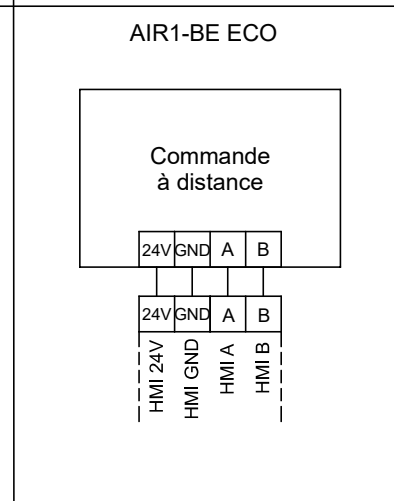 AIR1-BE ECO
Commande
à distance
24V GND A B
24V GND A B
HMI 24V
HMI GND
HMI A
HMI B